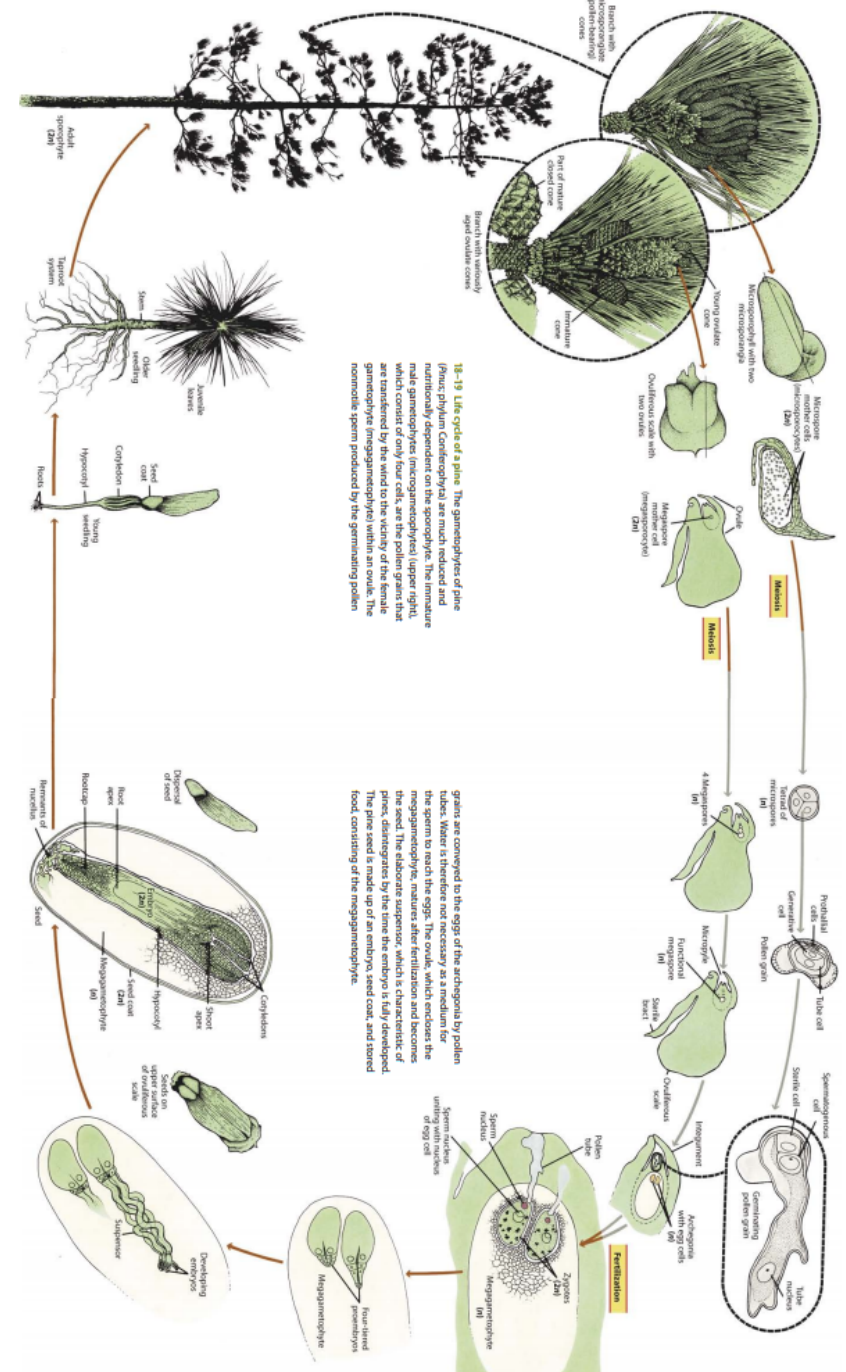 Branch with
microsporangiate
(pollen-bearing)
cones
Microsporophyll with two
microsporangia
Microspore
mother cells
(microsporocytes)
(2n)
Meiosis
Tetrad of
microspores
(n)
Prothallial
cells
Generative
cell
Tube cell
Pollen grain
Spermatogenous
cell
Sterile cell
Germinating
pollen grain
Tube
nucleus
Part of mature
closed cone
Young ovulate
cone
Immature
cone
Branch with variously
aged ovulate cones
Ovuliferous scale with
two ovules
Ovule
Megaspore
mother cell
(megasporocyte)
(2n)
Meiosis
4 Megaspores
(n)
Micropyle
Functional
megaspore
(n)
Sterile
bract
Ovuliferous
scale
Integument
Archegonia
with egg cells
(n)
Fertilization
Pollen
tube
Sperm
nucleus
Sperm nucleus
uniting with nucleus
of egg cell
Zygotes
(2n)
Megagametophyte
(n)
18–19 Life cycle of a pine The gametophytes of pine
(Pinus; phylum Coniferophyta) are much reduced and
nutritionally dependent on the sporophyte. The immature
male gametophytes (microgametophytes) (upper right),
which consist of only four cells, are the pollen grains that
are transferred by the wind to the vicinity of the female
gametophyte (megagametophyte) within an ovule. The
nonmotile sperm produced by the germinating pollen
grains are conveyed to the eggs of the archegonia by pollen
tubes. Water is therefore not necessary as a medium for
the sperm to reach the eggs. The ovule, which encloses the
megagametophyte, matures after fertilization and becomes
the seed. The elaborate suspensor, which is characteristic of
pines, disintegrates by the time the embryo is fully developed.
The pine seed is made up of an embryo, seed coat, and stored
food, consisting of the megagametophyte.
Four-tiered
proembryos
Megagametophyte
Developing
embryos
Suspensor
Seeds on
upper surface
of ovuliferous
scale
Dispersal
of seed
Cotyledons
Shoot
apex
Hypocotyl
Seed coat
(2n)
Megagametophyte
(n)
Embryo
(2n)
Root
apex
Rootcap
Remnants of
nucellus
Seed
Seed
coat
Cotyledon
Hypocotyl
Young
seedling
Roots
Juvenile
leaves
Older
seedling
Stem
Taproot
system
Adult
sporophyte
(2n)